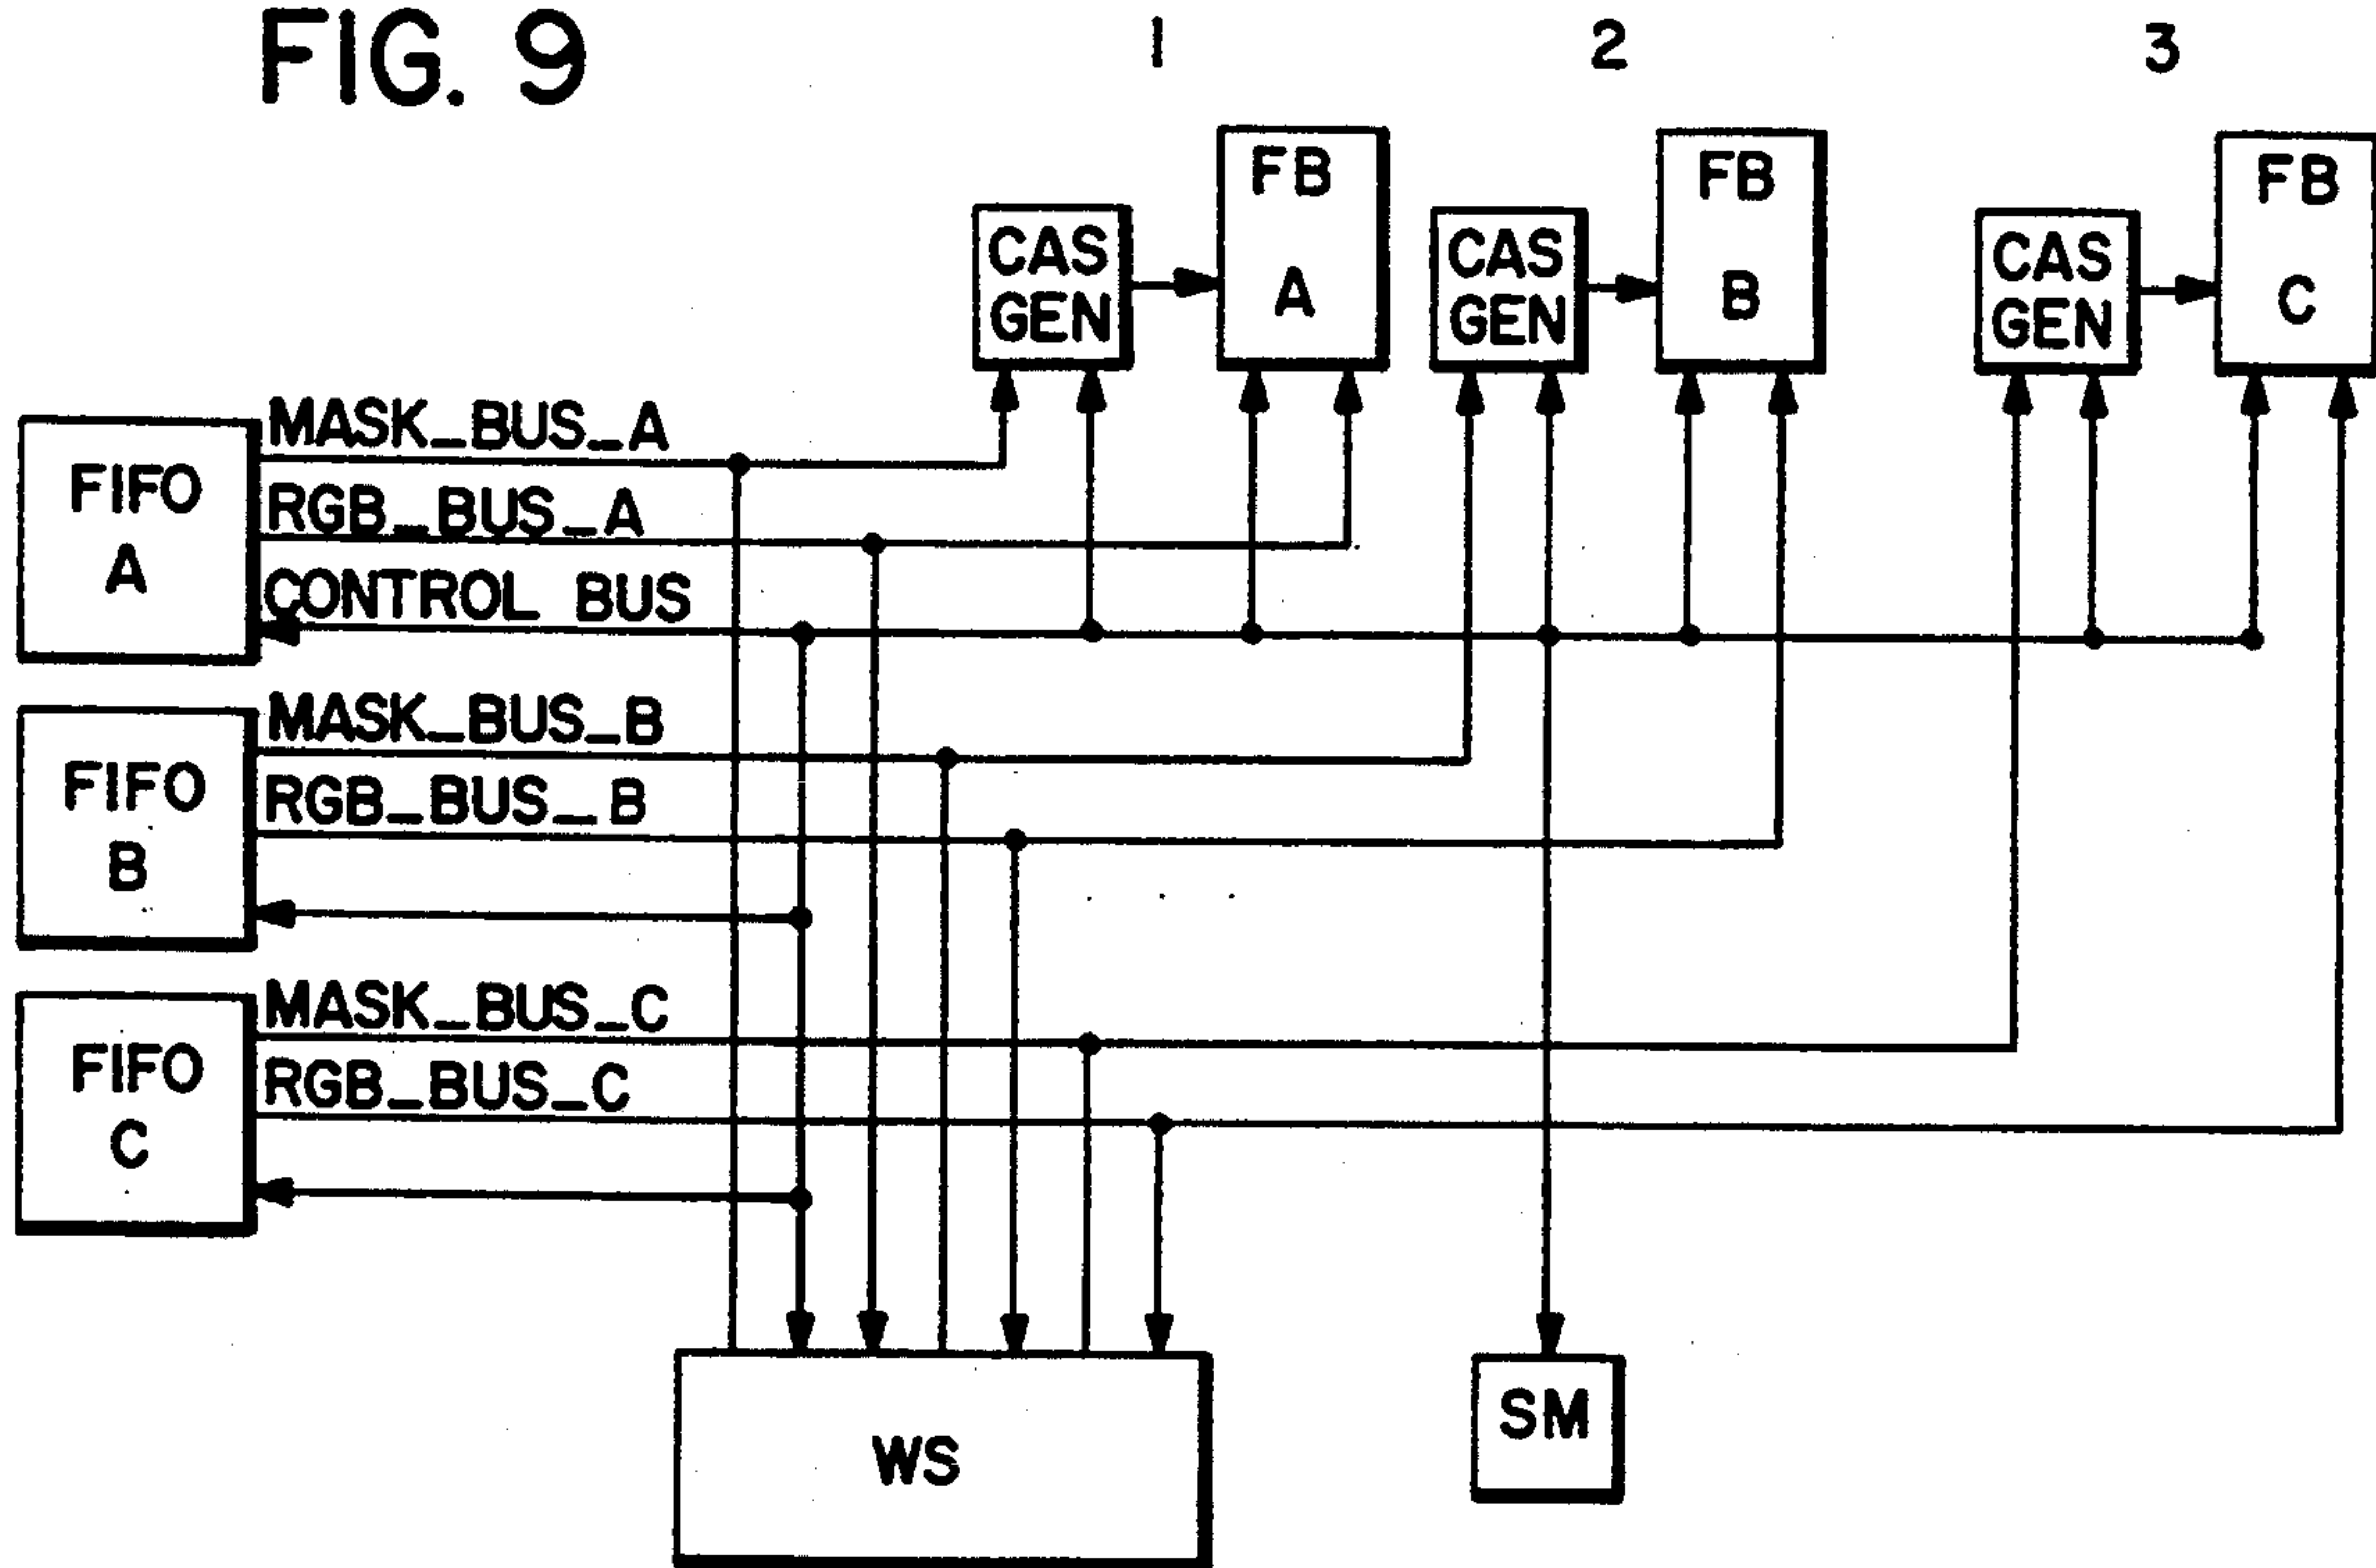 FIG. 9
1
2
3
CAS
GEN
FB
A
CAS
GEN
FB
B
CAS
GEN
FB
C
FIFO
A
MASK_BUS_A
RGB_BUS_A
CONTROL BUS
FIFO
B
MASK_BUS_B
RGB_BUS_B
FIFO
C
MASK_BUS_C
RGB_BUS_C
WS
SM